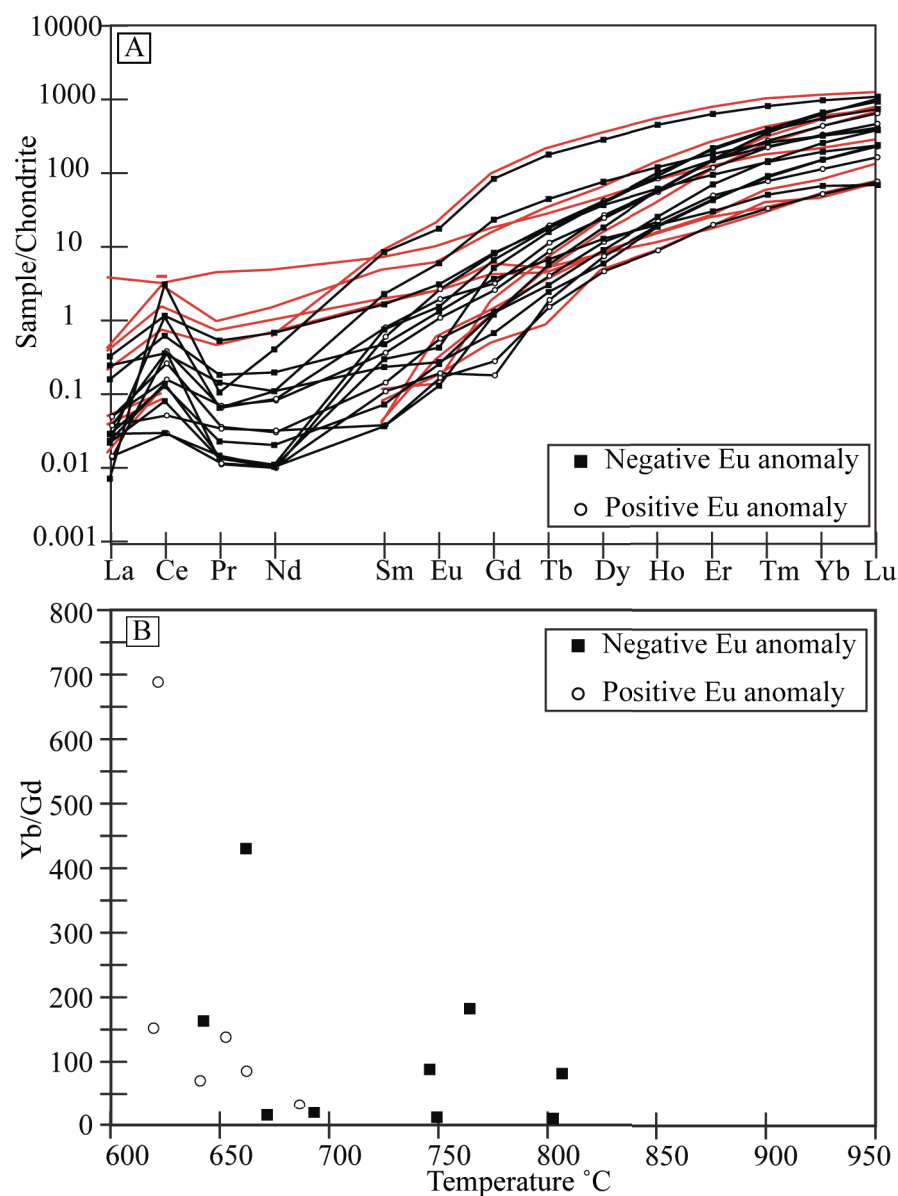 10000
A
1000
100
10
1
0.1
0.01
0.001
Sample/Chondrite
Negative Eu anomaly
Positive Eu anomaly
La Ce Pr Nd Sm Eu Gd Tb Dy Ho Er Tm Yb Lu
800
B
700
600
500
400
300
200
100
0
Yb/Gd
Negative Eu anomaly
Positive Eu anomaly
600 650 700 750 800 850 900 950
Temperature ˚C